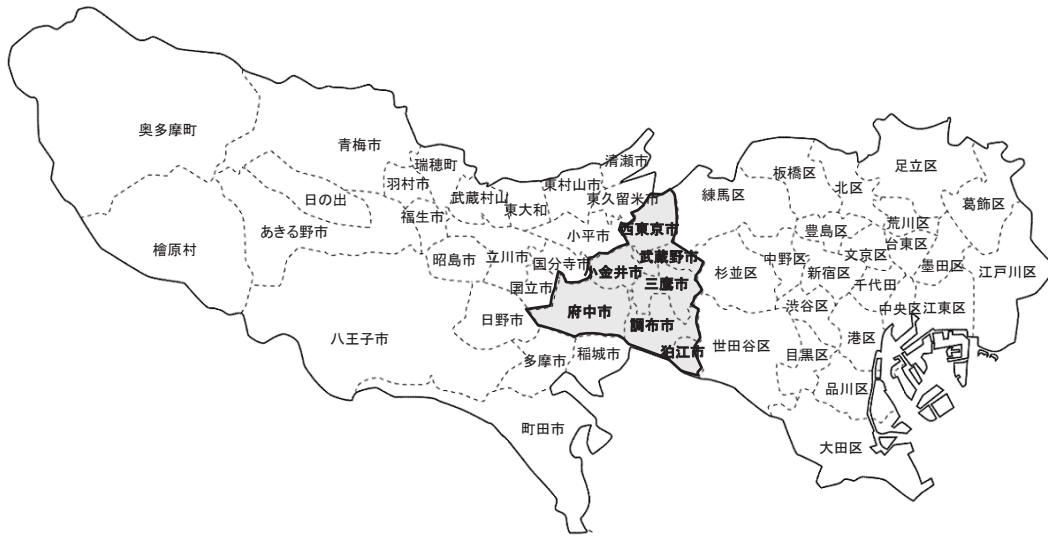 奥多摩町
青梅市
瑞穂町
羽村市
日の出
あきる野市
福生市
武蔵村山
東大和
東村山市
清瀬市
東久留米市
小平市
西東京市
檜原村
昭島市
立川市
国分寺市
小金井市
武蔵野市
三鷹市
国立市
府中市
調布市
狛江市
日野市
八王子市
多摩市
稲城市
町田市
練馬区
板橋区
北区
足立区
葛飾区
荒川区
豊島区
文京区
台東区
墨田区
江戸川区
杉並区
中野区
新宿区
千代田
渋谷区
中央区
江東区
港区
世田谷区
目黒区
品川区
大田区